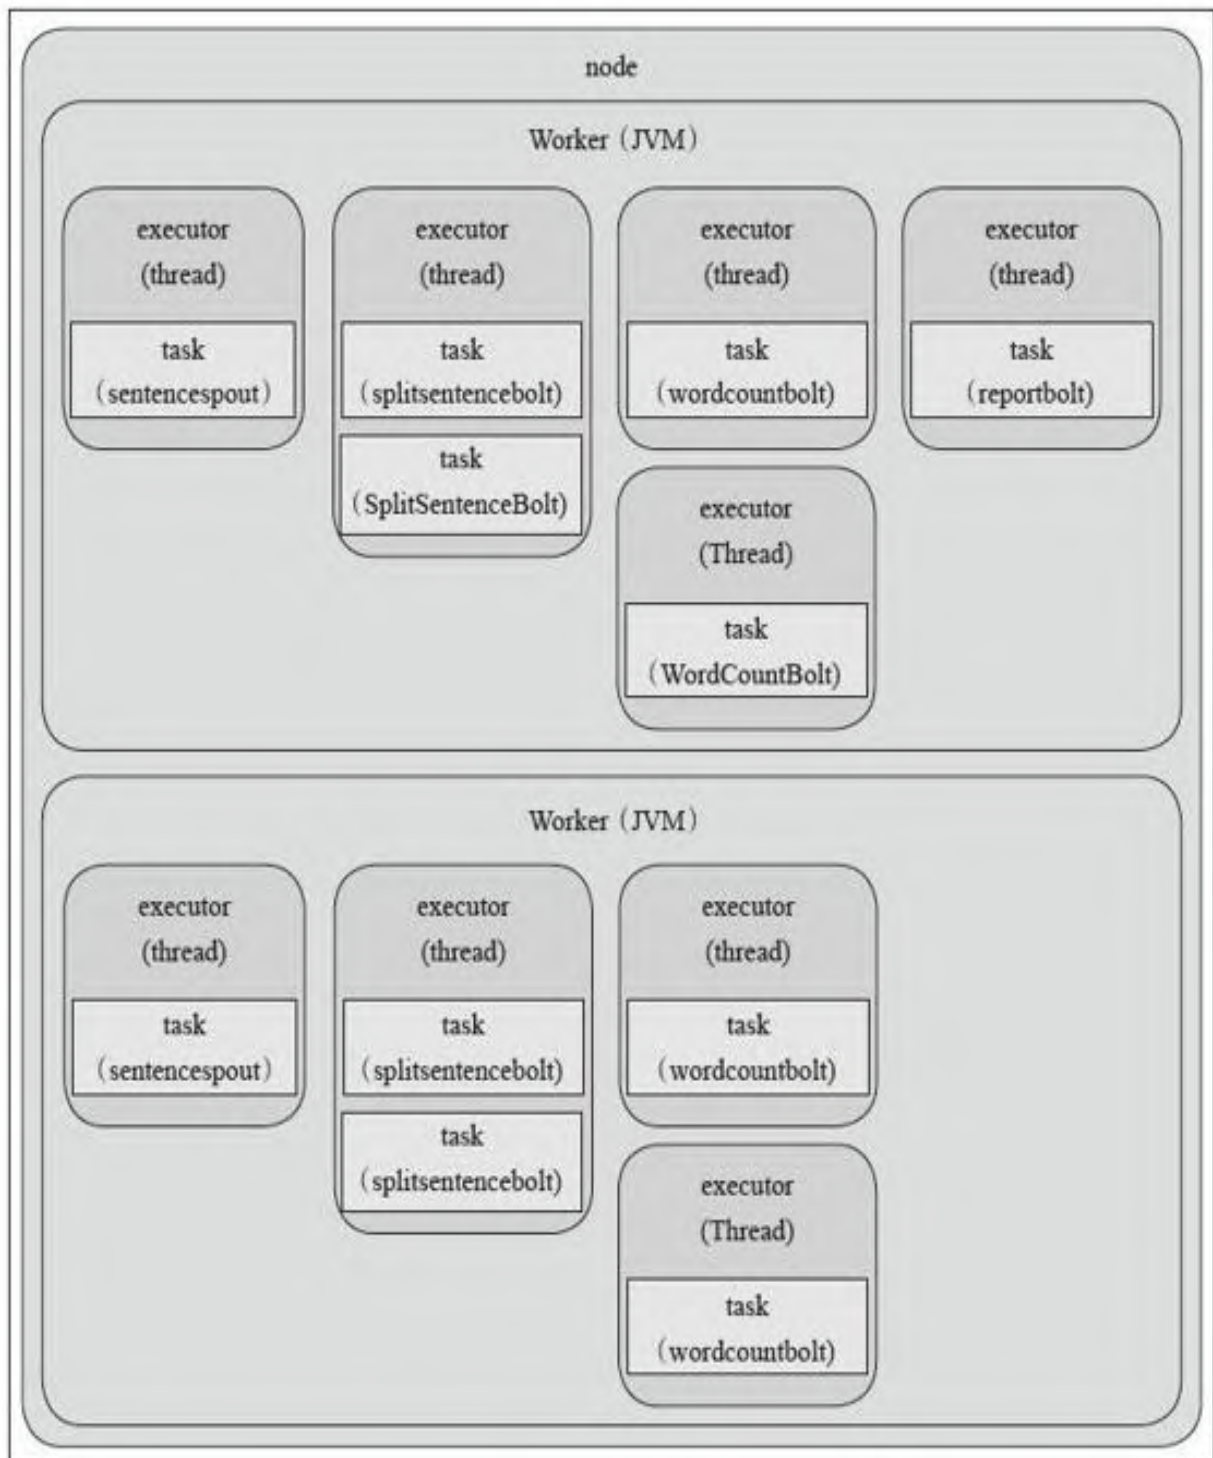 node
Worker（JVM）
executor
(thread)
task
（sentencespout）
executor
(thread)
task
（splitsentencebolt)
task
（SplitSentenceBolt)
executor
(thread)
task
（wordcountbolt)
executor
(Thread)
task
（WordCountBolt)
executor
(thread)
task
（reportbolt)
Worker（JVM）
executor
(thread)
task
（sentencespout）
executor
(thread)
task
（splitsentencebolt)
task
（splitsentencebolt)
executor
(thread)
task
（wordcountbolt)
executor
(Thread)
task
（wordcountbolt)